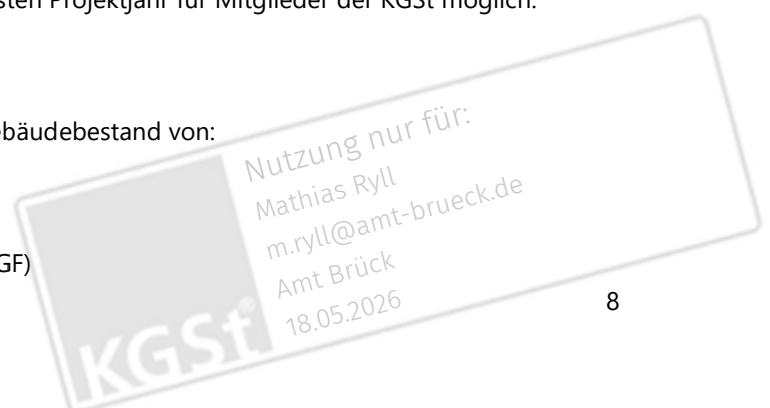 sten Projektjahr für Mitglieder der KGSt möglich.
ebäudebestand von:
GF)
Nutzung nur für:
Mathias Ryll
m.ryll@amt-brueck.de
Amt Brück
18.05.2026
KGSt®
8